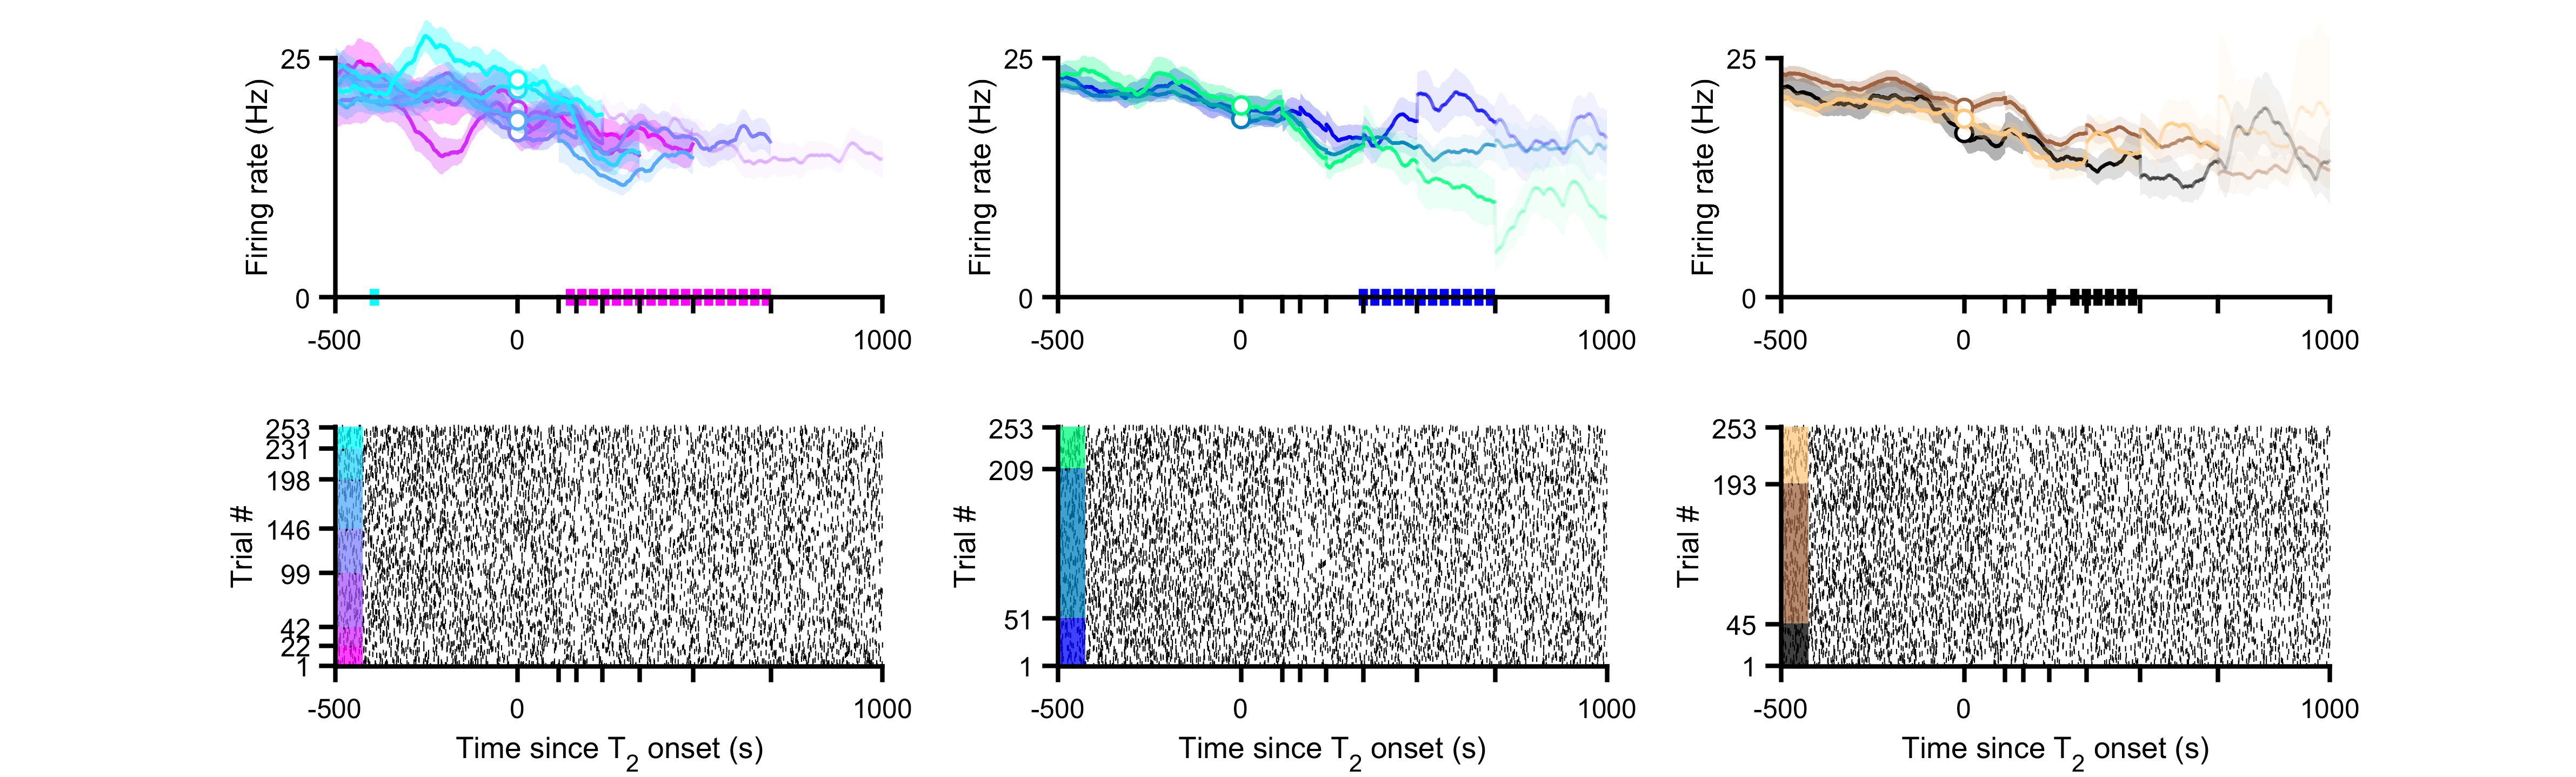 25
Firing rate (Hz)
0
-500 0 1000
25
Firing rate (Hz)
0
-500 0 1000
25
Firing rate (Hz)
0
-500 0 1000
253
231
198
146
99
42
22
1
Trial #
-500 0 1000
Time since T2 onset (s)
253
209
51
1
Trial #
-500 0 1000
Time since T2 onset (s)
253
193
45
1
Trial #
-500 0 1000
Time since T2 onset (s)